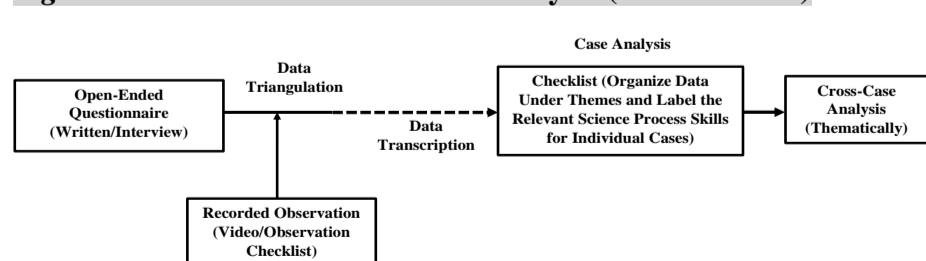 Case Analysis
Data
Triangulation
Open-Ended
Questionnaire
(Written/Interview)
Checklist (Organize Data
Under Themes and Label the
Relevant Science Process Skills
for Individual Cases)
Cross-Case
Analysis
(Thematically)
Data
Transcription
Recorded Observation
(Video/Observation
Checklist)